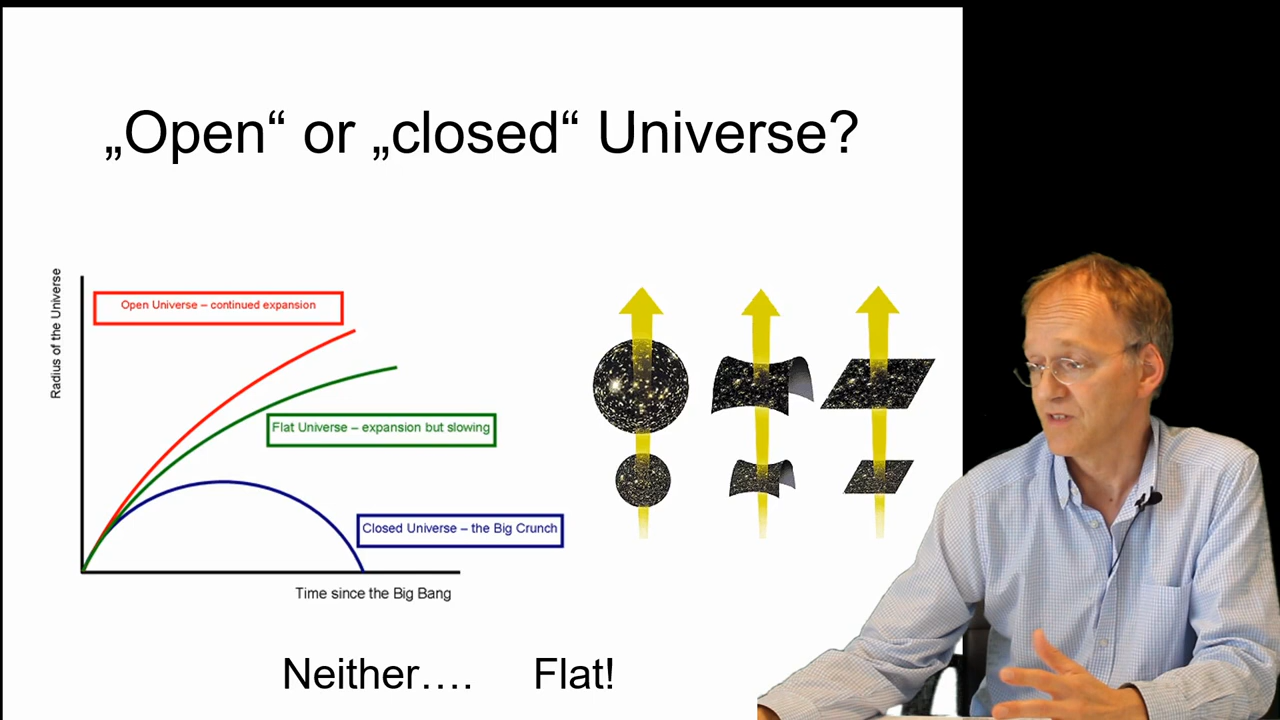 „Open“ or „closed“ Universe?
Radius of the Universe
Open Universe – continued expansion
Flat Universe – expansion but slowing
Closed Universe – the Big Crunch
Time since the Big Bang
Neither…. Flat!